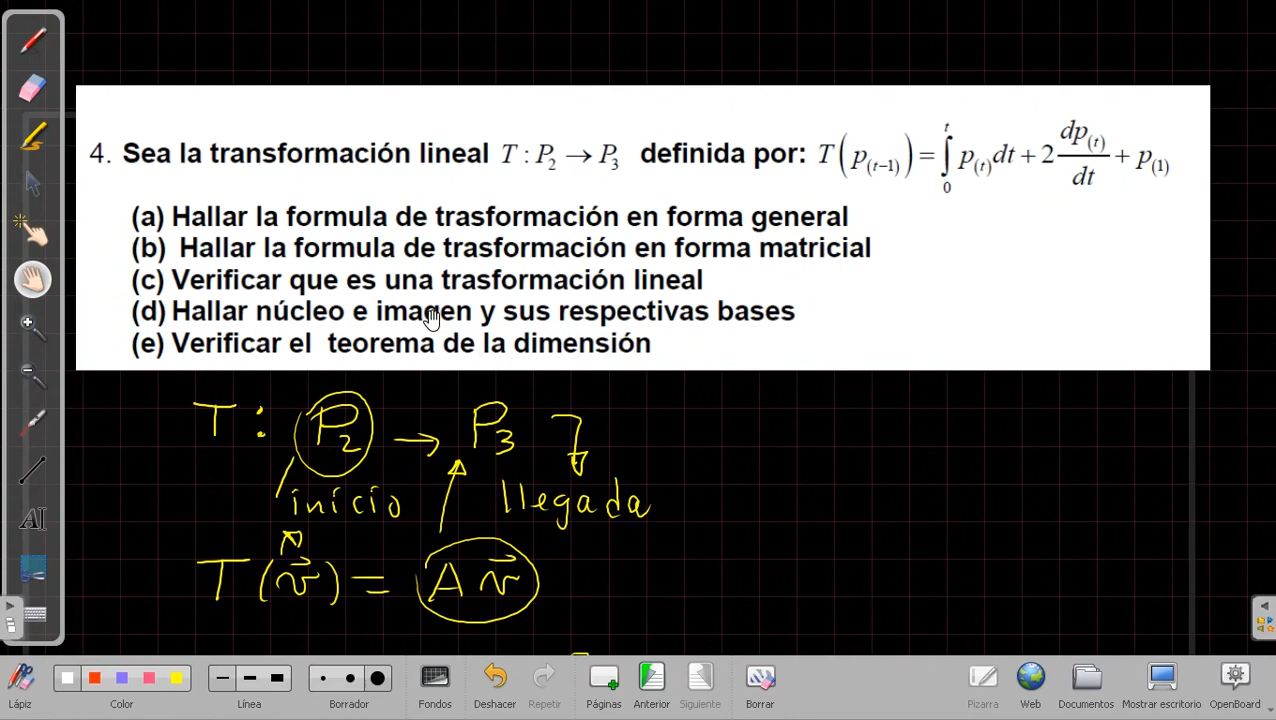 4. Sea la transformación lineal T : P₂ → P₃ definida por: T(p₍ₜ₋₁₎) = ∫₀ᵗ p₍ₜ₎dt + 2 dp₍ₜ₎/dt + p₍₁₎
(a) Hallar la formula de trasformación en forma general
(b) Hallar la formula de trasformación en forma matricial
(c) Verificar que es una trasformación lineal
(d) Hallar núcleo e imagen y sus respectivas bases
(e) Verificar el teorema de la dimensión
T : P₂ → P₃
inicio llegada
T(v⃗) = A v⃗
Lápiz Color Línea Borrador Fondos Deshacer Repetir Páginas Anterior Siguiente Borrar Pizarra Web Documentos Mostrar escritorio OpenBoard